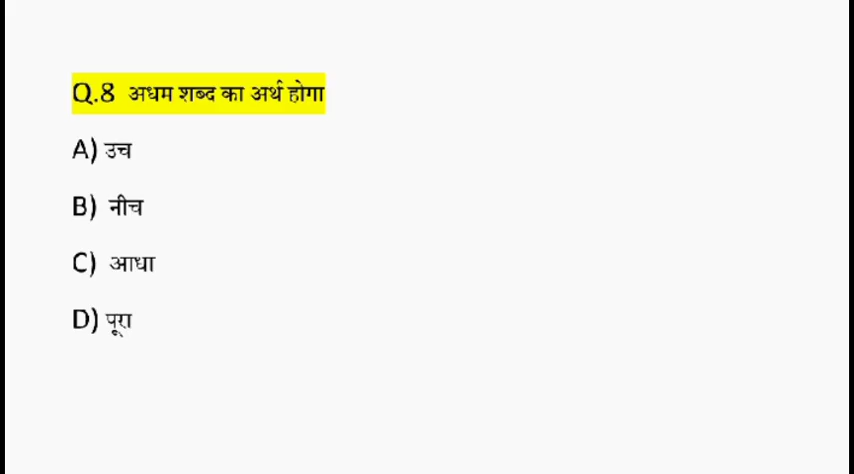 Q.8 अधम शब्द का अर्थ होगा
A) उच
B) नीच
C) आधा
D) पूरा